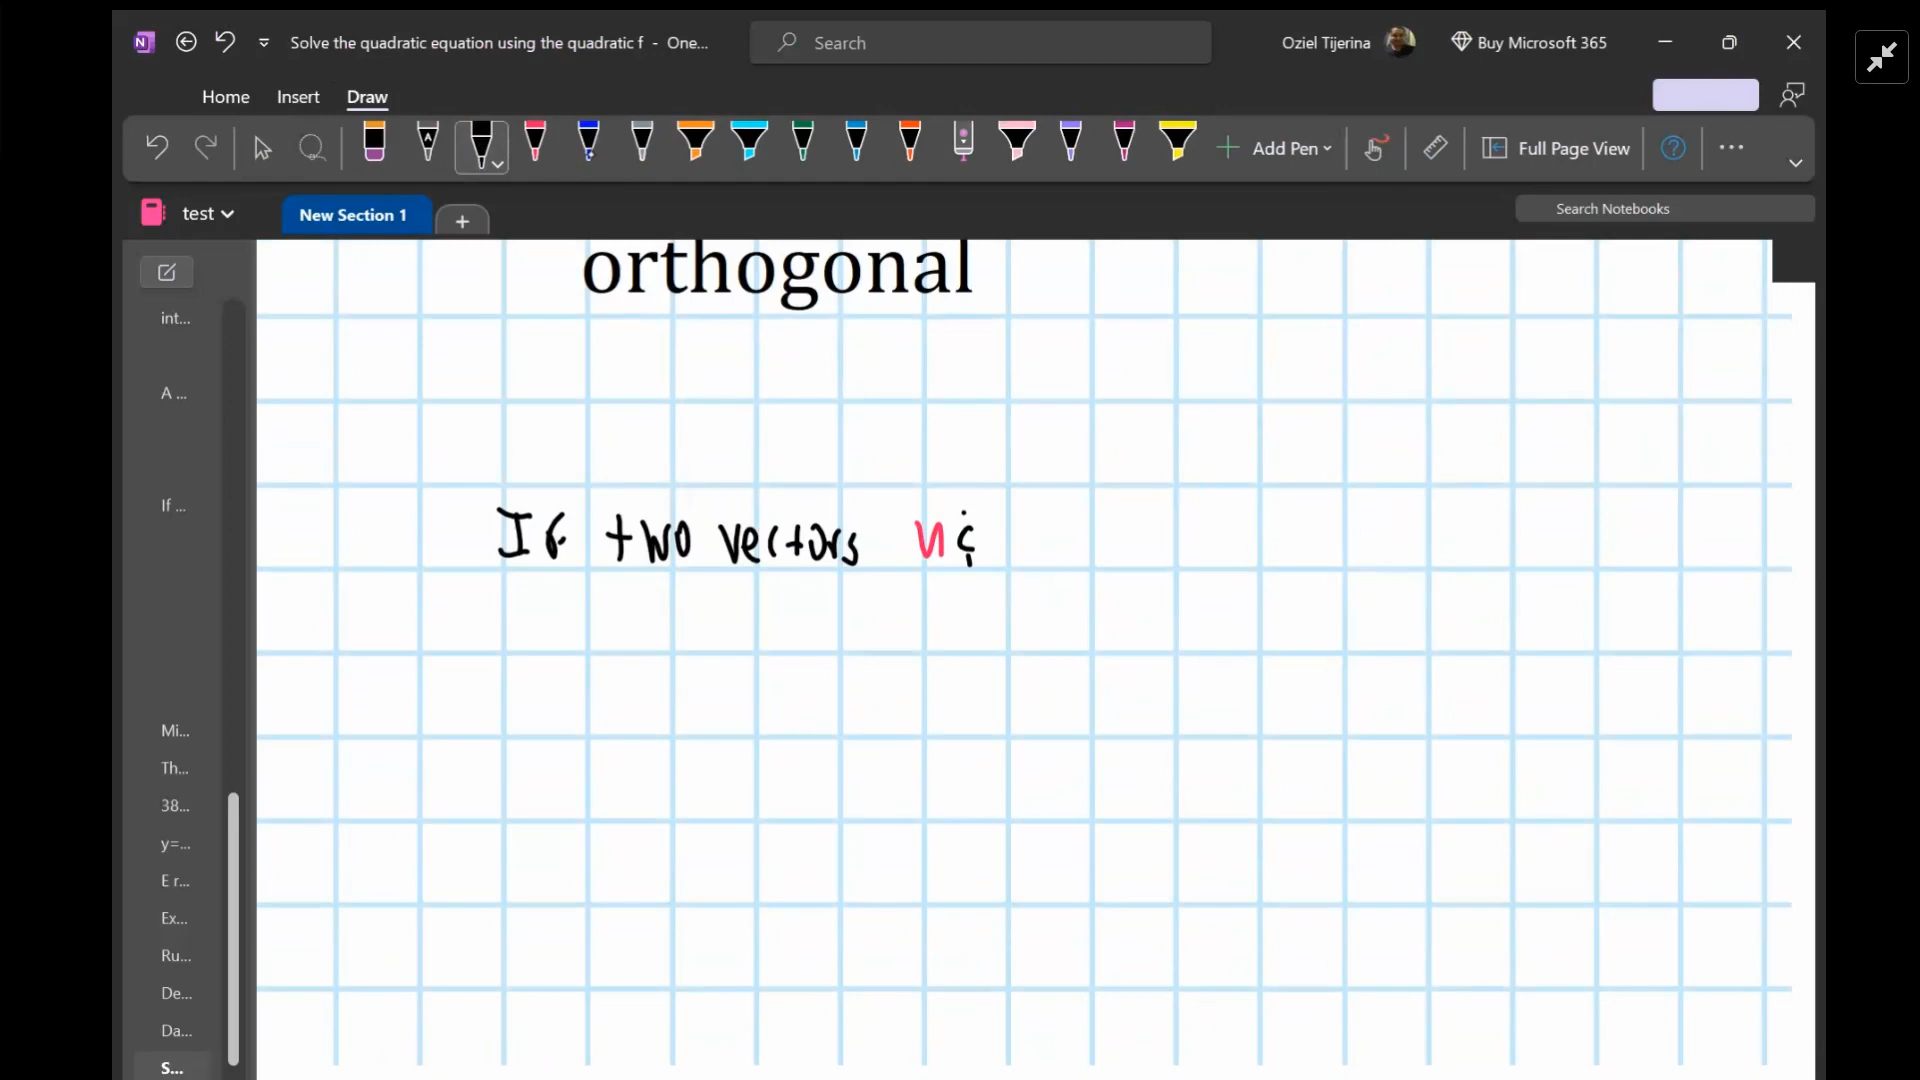 Solve the quadratic equation using the quadratic f - One...
Search
Oziel Tijerina
Buy Microsoft 365
Home Insert Draw
Add Pen
Full Page View
test
New Section 1
Search Notebooks
orthogonal
int...
A ...
If ...
If two vectors u &
Mi...
Th...
38...
y=...
E r...
Ex...
Ru...
De...
Da...
S...